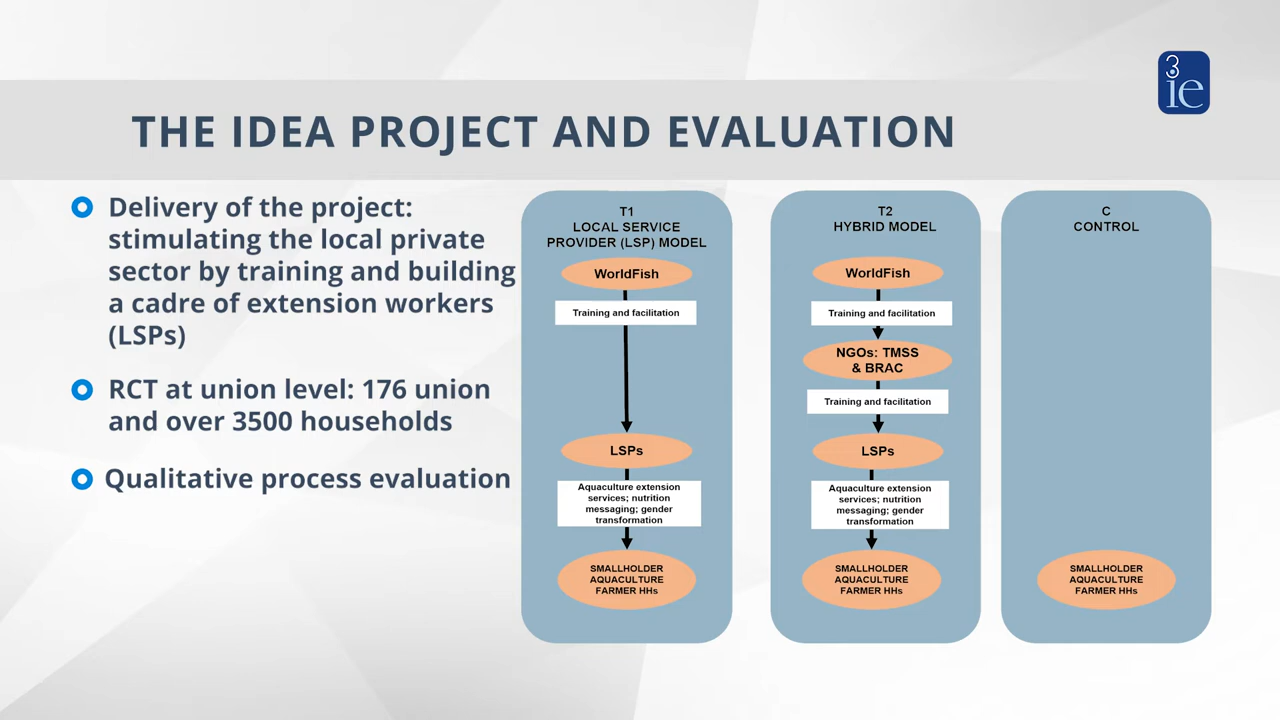 3
ie
THE IDEA PROJECT AND EVALUATION
Delivery of the project:
stimulating the local private
sector by training and building
a cadre of extension workers
(LSPs)
RCT at union level: 176 union
and over 3500 households
Qualitative process evaluation
T1
LOCAL SERVICE
PROVIDER (LSP) MODEL
WorldFish
Training and facilitation
LSPs
Aquaculture extension
services; nutrition
messaging; gender
transformation
SMALLHOLDER
AQUACULTURE
FARMER HHs
T2
HYBRID MODEL
WorldFish
Training and facilitation
NGOs: TMSS
& BRAC
Training and facilitation
LSPs
Aquaculture extension
services; nutrition
messaging; gender
transformation
SMALLHOLDER
AQUACULTURE
FARMER HHs
C
CONTROL
SMALLHOLDER
AQUACULTURE
FARMER HHs